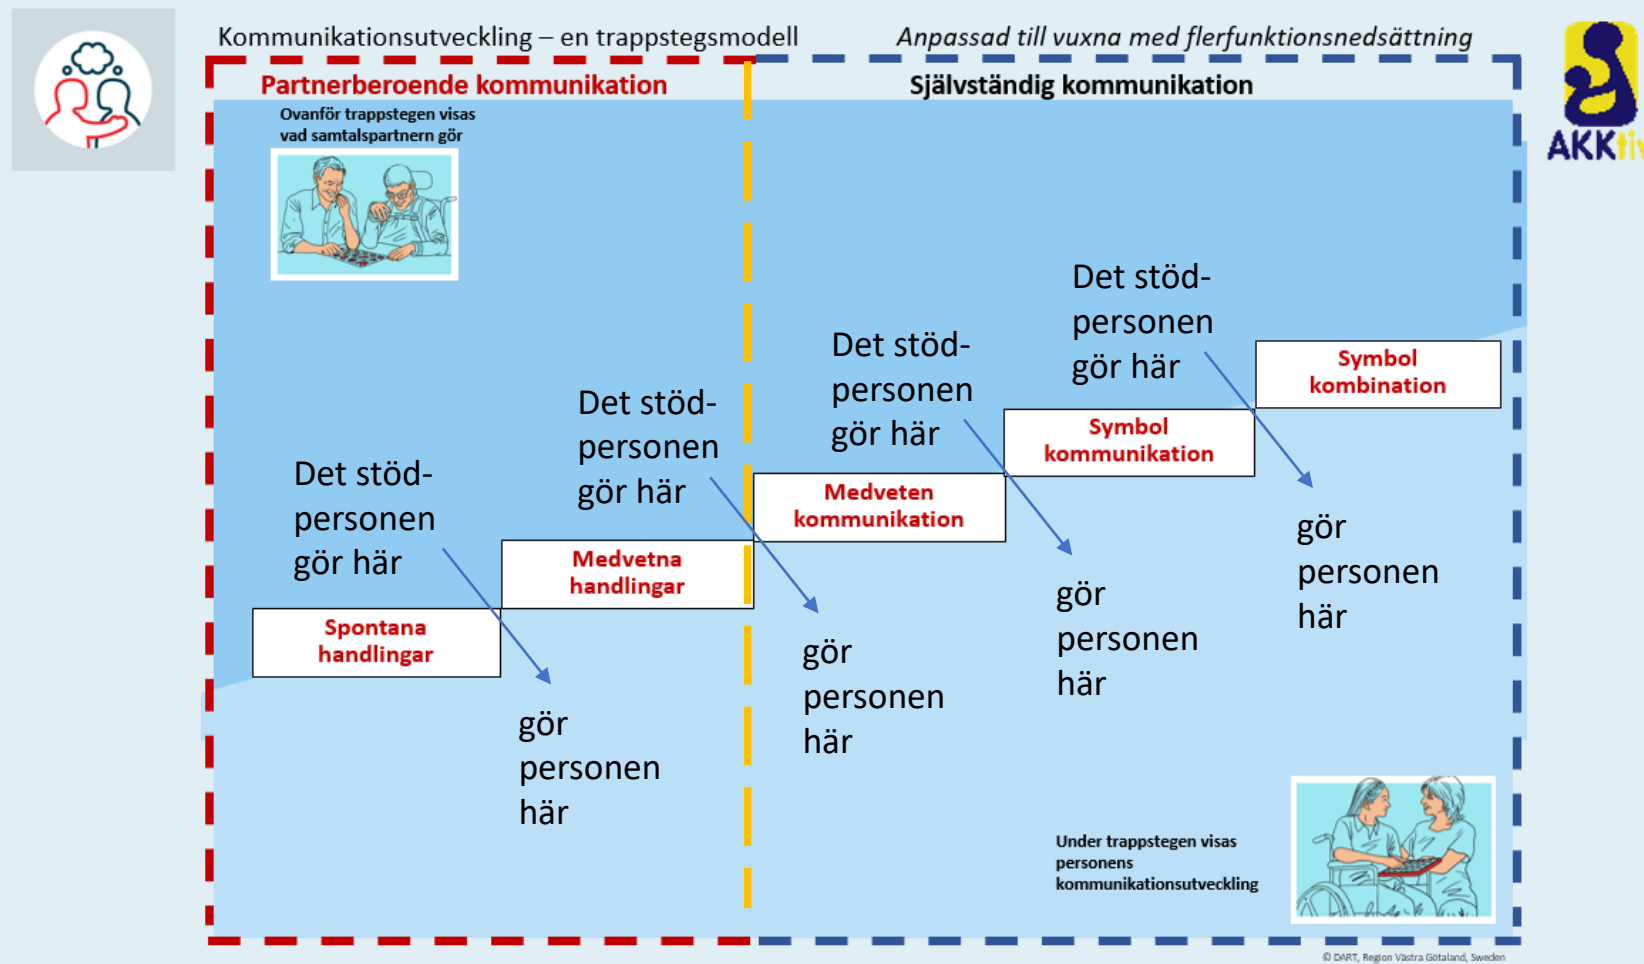 Kommunikationsutveckling – en trappstegsmodell
Anpassad till vuxna med flerfunktionsnedsättning
Partnerberoende kommunikation
Självständig kommunikation
AKKtiv
Ovanför trappstegen visas
vad samtalspartnern gör
Det stöd-
personen
gör här
Spontana
handlingar
gör
personen
här
Det stöd-
personen
gör här
Medvetna
handlingar
gör
personen
här
Det stöd-
personen
gör här
Medveten
kommunikation
gör
personen
här
Det stöd-
personen
gör här
Symbol
kommunikation
gör
personen
här
Symbol
kombination
Under trappstegen visas
personens
kommunikationsutveckling
© DART, Region Västra Götaland, Sweden